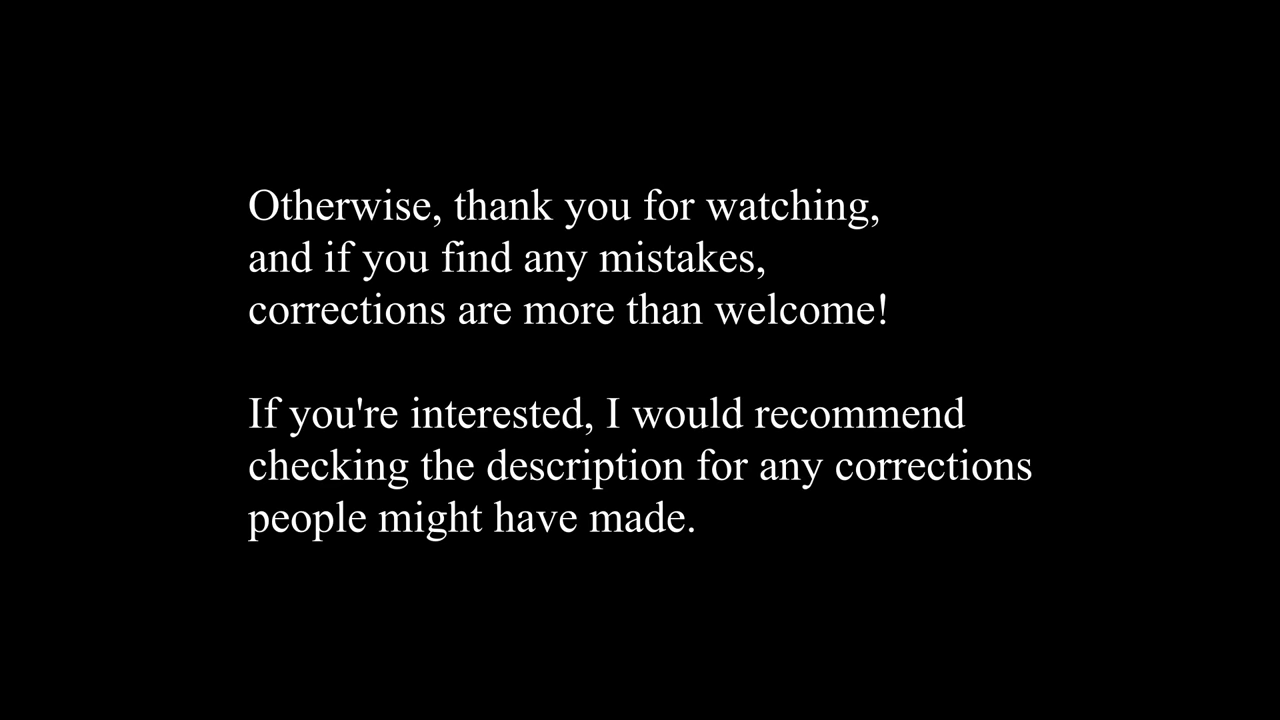 Otherwise, thank you for watching,
and if you find any mistakes,
corrections are more than welcome!
If you're interested, I would recommend
checking the description for any corrections
people might have made.